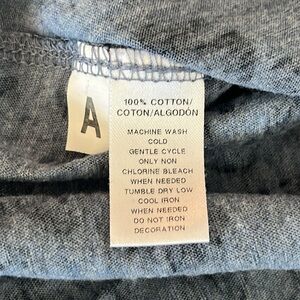 A
100% COTTON/
COTON/ALGODÓN
MACHINE WASH
COLD
GENTLE CYCLE
ONLY NON
CHLORINE BLEACH
WHEN NEEDED
TUMBLE DRY LOW
COOL IRON
WHEN NEEDED
DO NOT IRON
DECORATION